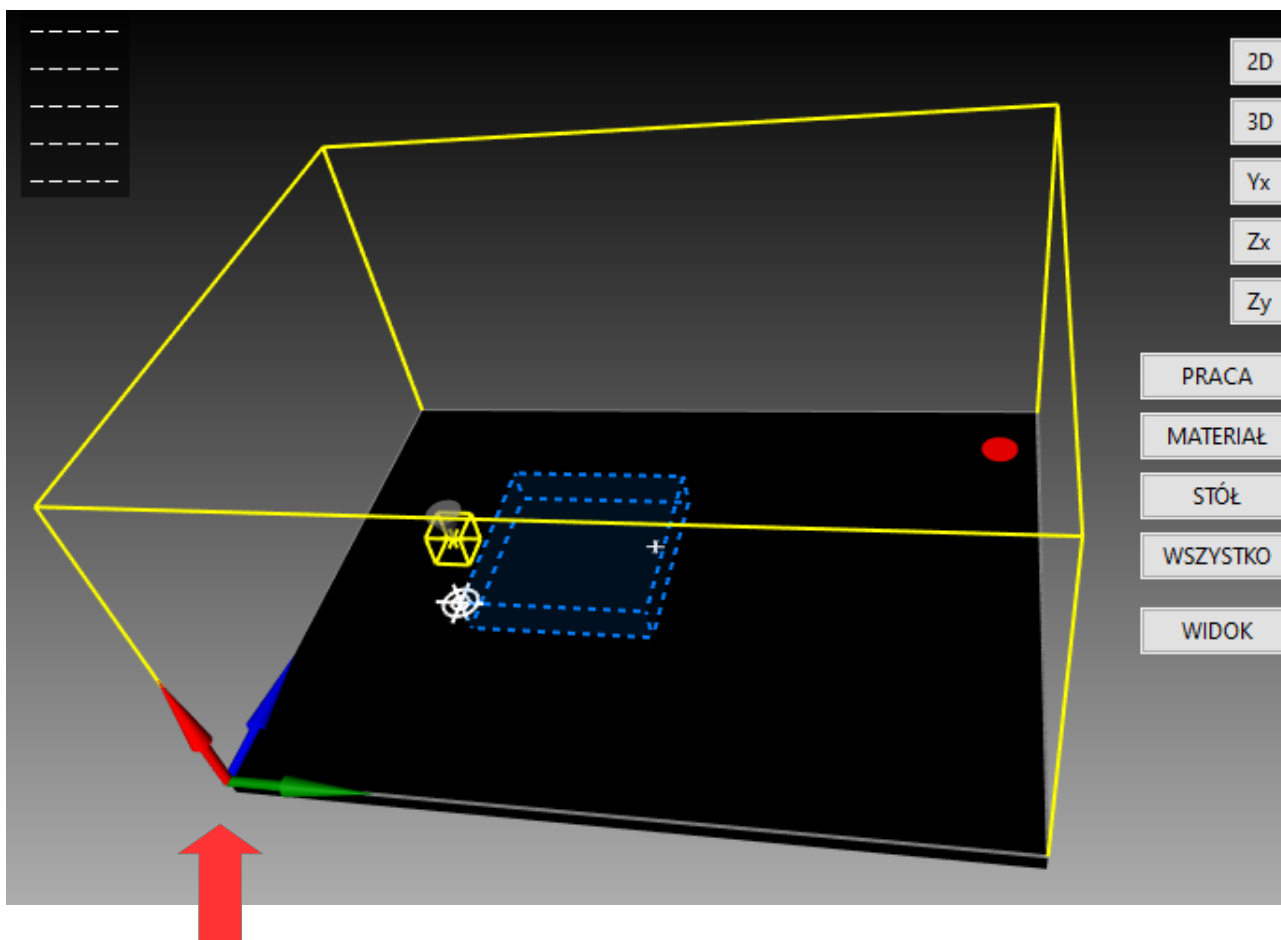 -----
-----
-----
-----
-----
2D
3D
Yx
Zx
Zy
PRACA
MATERIAŁ
STÓŁ
WSZYSTKO
WIDOK